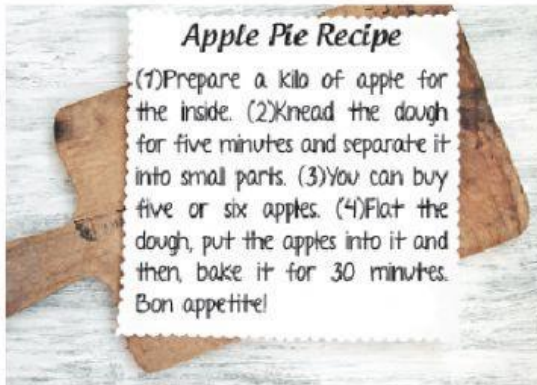 Apple Pie Recipe
(1)Prepare a kilo of apple for
the inside. (2)Knead the dough
for five minutes and separate it
into small parts. (3)You can buy
five or six apples. (4)Flat the
dough, put the apples into it and
then, bake it for 30 minutes.
Bon appetite!